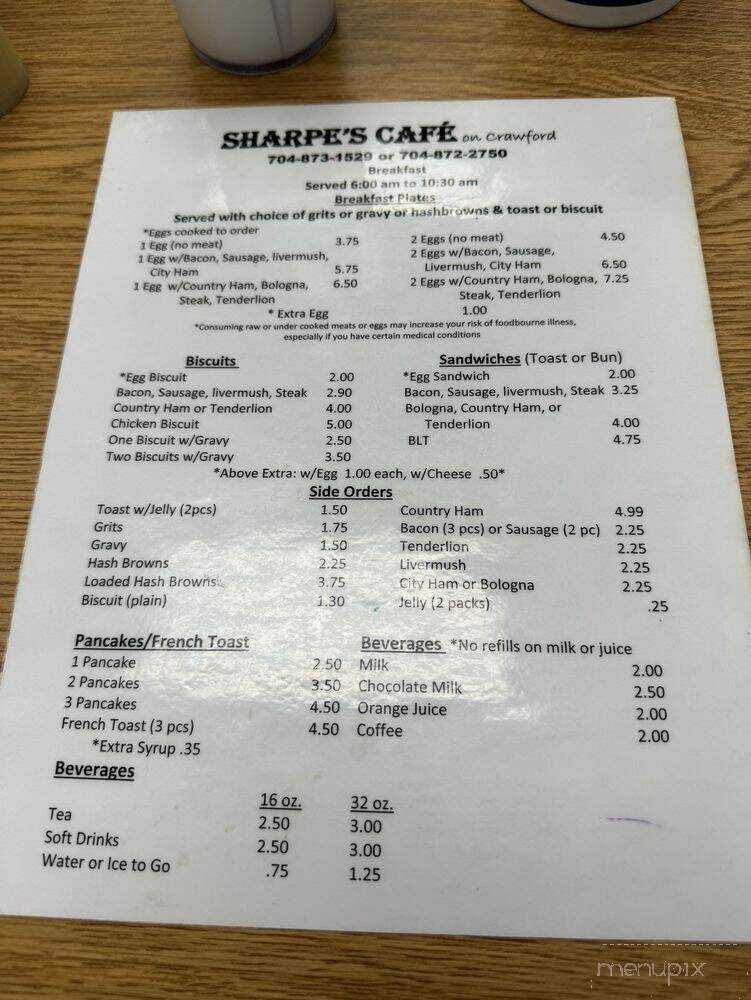 SHARPE'S CAFÉ on Crawford
704-873-1529 or 704-872-2750
Breakfast
Served 6:00 am to 10:30 am
Breakfast Plates
Served with choice of grits or gravy or hashbrowns & toast or biscuit
*Eggs cooked to order
1 Egg (no meat) 3.75
1 Egg w/Bacon, Sausage, livermush,
City Ham 5.75
1 Egg w/Country Ham, Bologna, 6.50
Steak, Tenderlion
2 Eggs (no meat) 4.50
2 Eggs w/Bacon, Sausage,
Livermush, City Ham 6.50
2 Eggs w/Country Ham, Bologna, 7.25
Steak, Tenderlion
* Extra Egg 1.00
*Consuming raw or under cooked meats or eggs may increase your risk of foodbourne illness,
especially if you have certain medical conditions
Biscuits
*Egg Biscuit 2.00
Bacon, Sausage, livermush, Steak 2.90
Country Ham or Tenderlion 4.00
Chicken Biscuit 5.00
One Biscuit w/Gravy 2.50
Two Biscuits w/Gravy 3.50
Sandwiches (Toast or Bun)
*Egg Sandwich 2.00
Bacon, Sausage, livermush, Steak 3.25
Bologna, Country Ham, or
Tenderlion 4.00
BLT 4.75
*Above Extra: w/Egg 1.00 each, w/Cheese .50*
Side Orders
Toast w/Jelly (2pcs) 1.50
Grits 1.75
Gravy 1.50
Hash Browns 2.25
Loaded Hash Browns 3.75
Biscuit (plain) 1.30
Country Ham 4.99
Bacon (3 pcs) or Sausage (2 pc) 2.25
Tenderlion 2.25
Livermush 2.25
City Ham or Bologna 2.25
Jelly (2 packs) .25
Pancakes/French Toast
1 Pancake 2.50
2 Pancakes 3.50
3 Pancakes 4.50
French Toast (3 pcs) 4.50
*Extra Syrup .35
Beverages *No refills on milk or juice
Milk 2.00
Chocolate Milk 2.50
Orange Juice 2.00
Coffee 2.00
Beverages
16 oz. 32 oz.
Tea 2.50 3.00
Soft Drinks 2.50 3.00
Water or Ice to Go .75 1.25
menupix